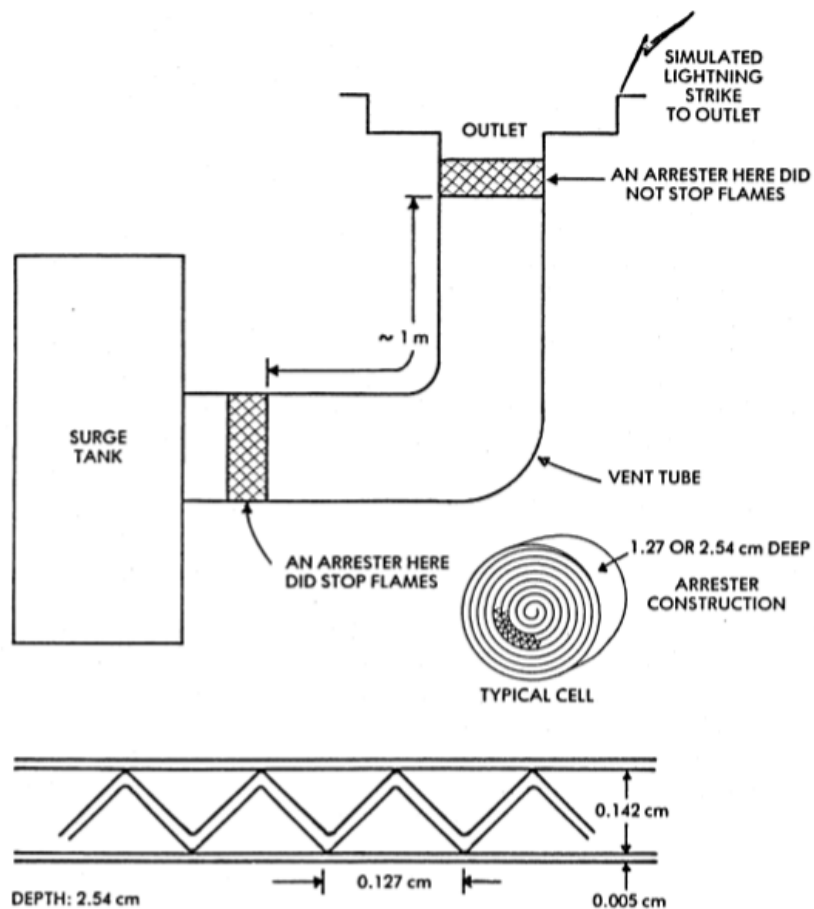 SIMULATED
LIGHTNING
STRIKE
TO OUTLET
OUTLET
AN ARRESTER HERE DID
NOT STOP FLAMES
~ 1 m
SURGE
TANK
VENT TUBE
AN ARRESTER HERE
DID STOP FLAMES
1.27 OR 2.54 cm DEEP
ARRESTER
CONSTRUCTION
TYPICAL CELL
0.142 cm
0.127 cm
DEPTH: 2.54 cm
0.005 cm